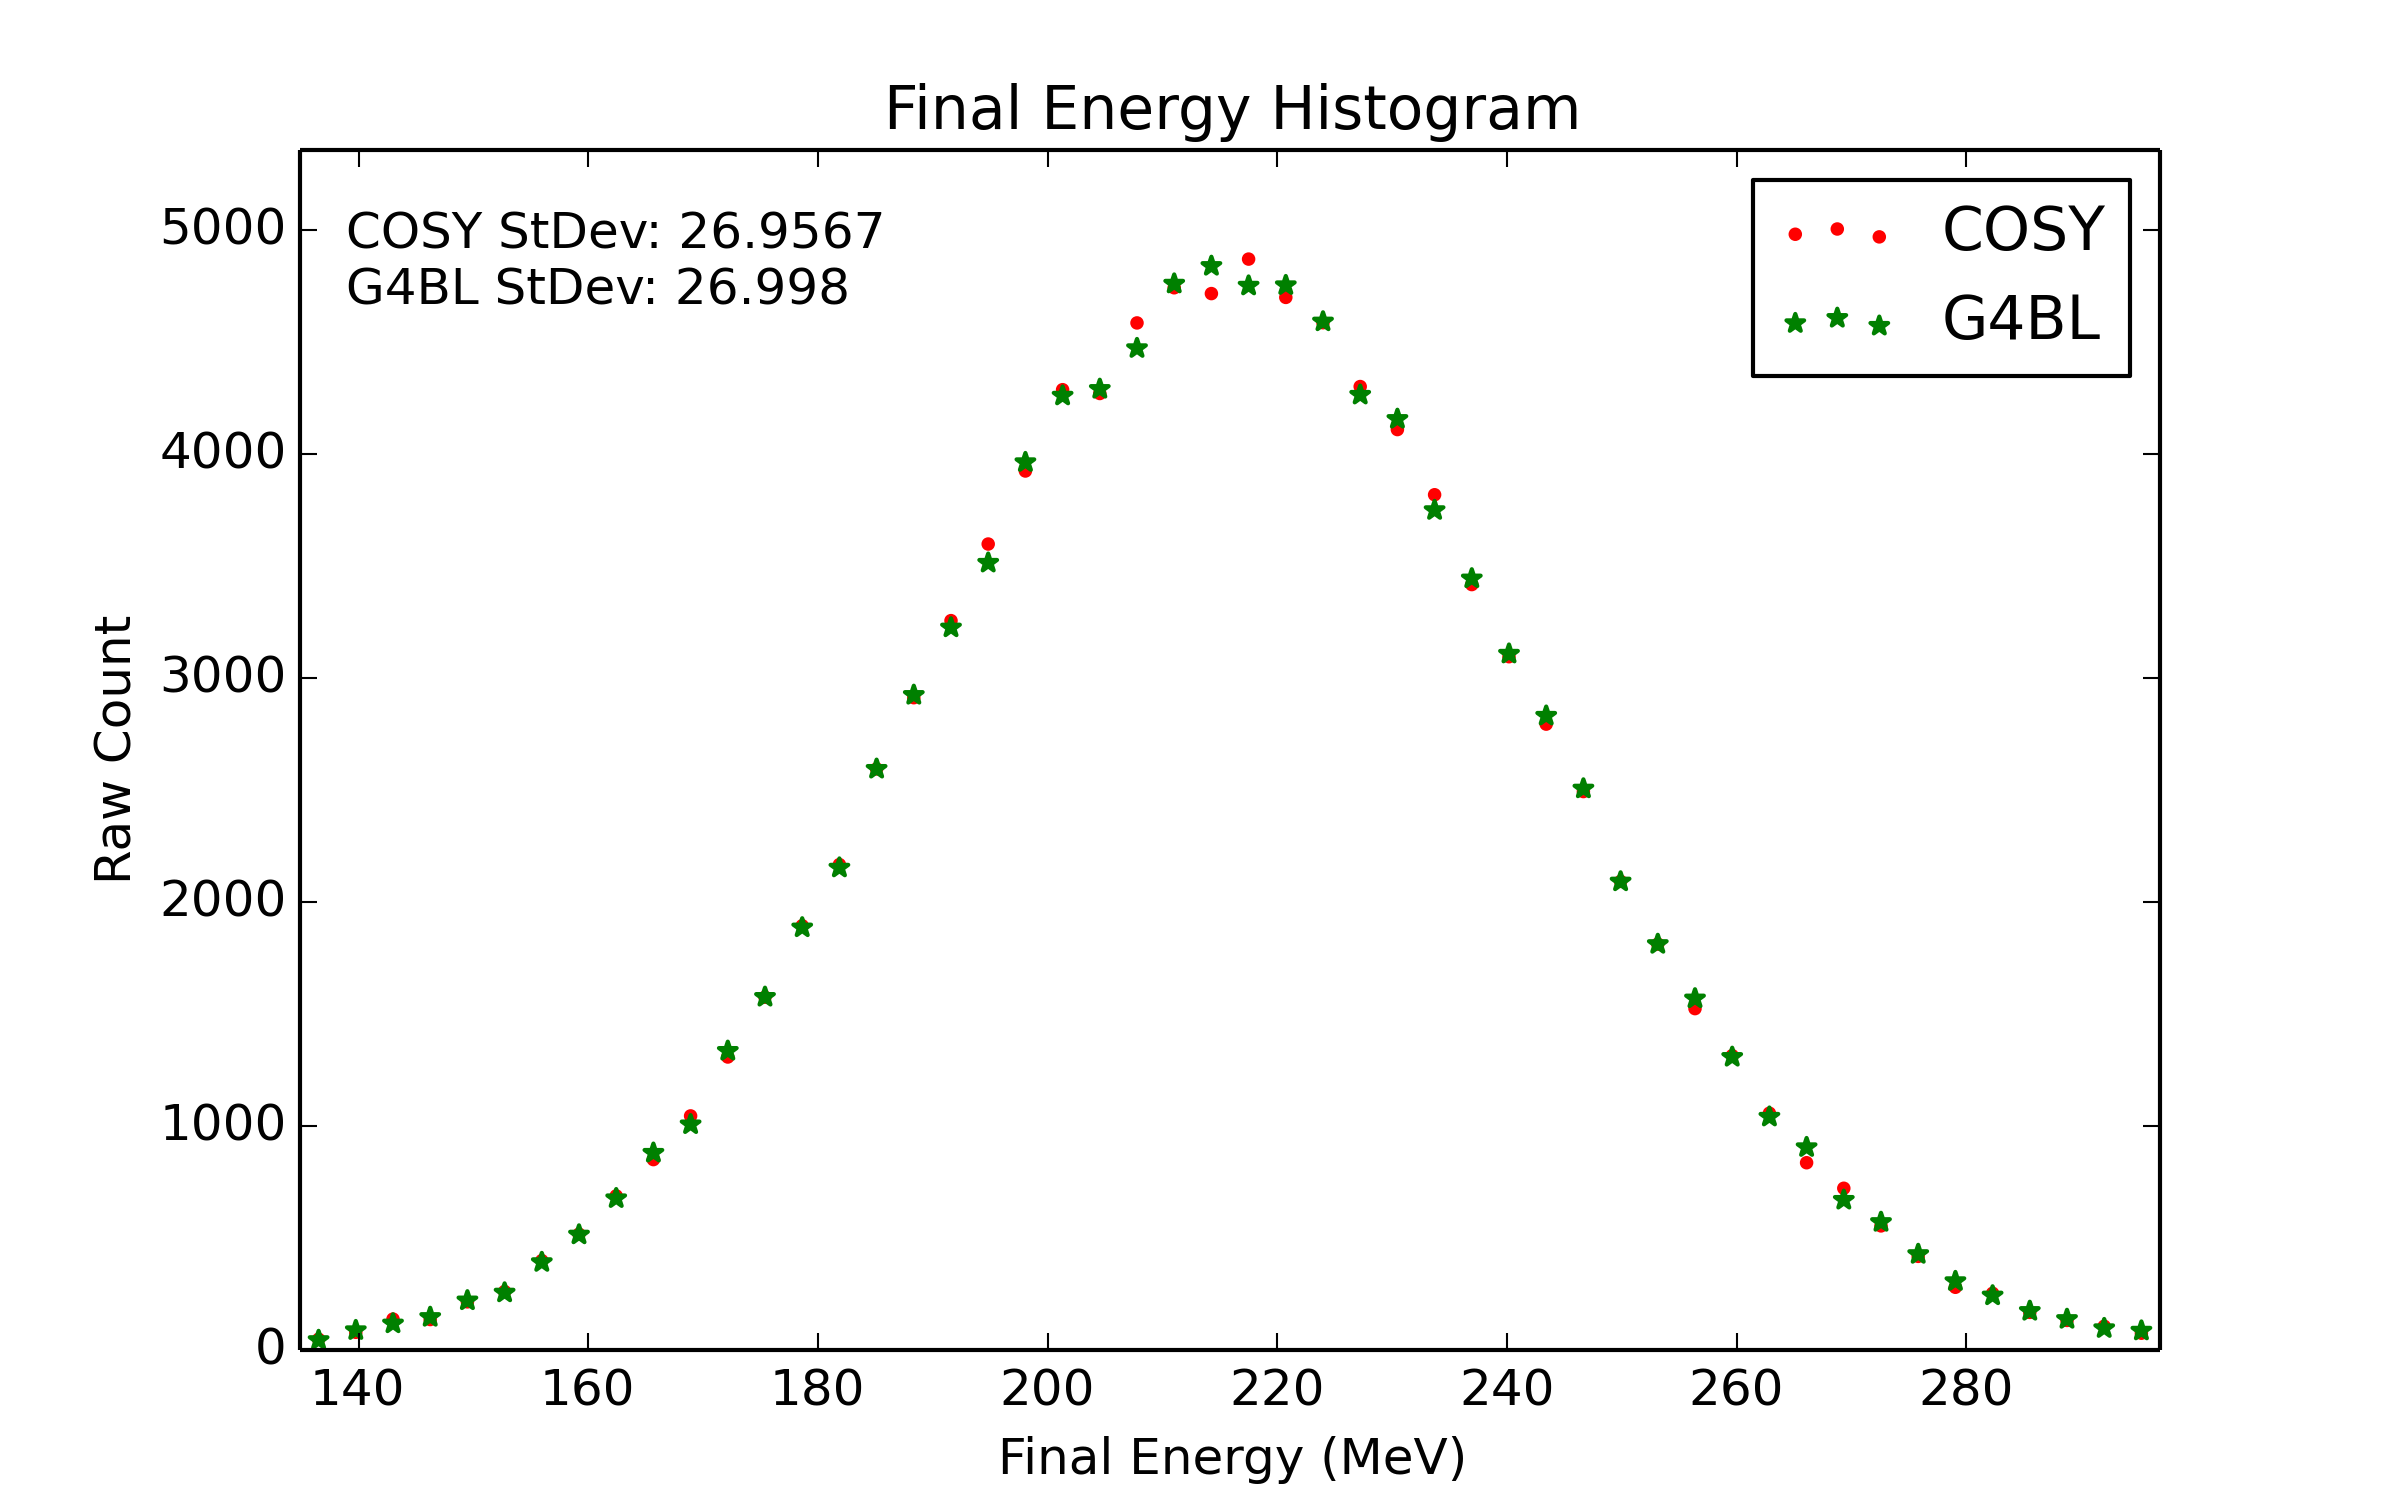 Final Energy Histogram
COSY StDev: 26.9567
G4BL StDev: 26.998
COSY
G4BL
5000
4000
3000
2000
1000
0
Raw Count
140 160 180 200 220 240 260 280
Final Energy (MeV)